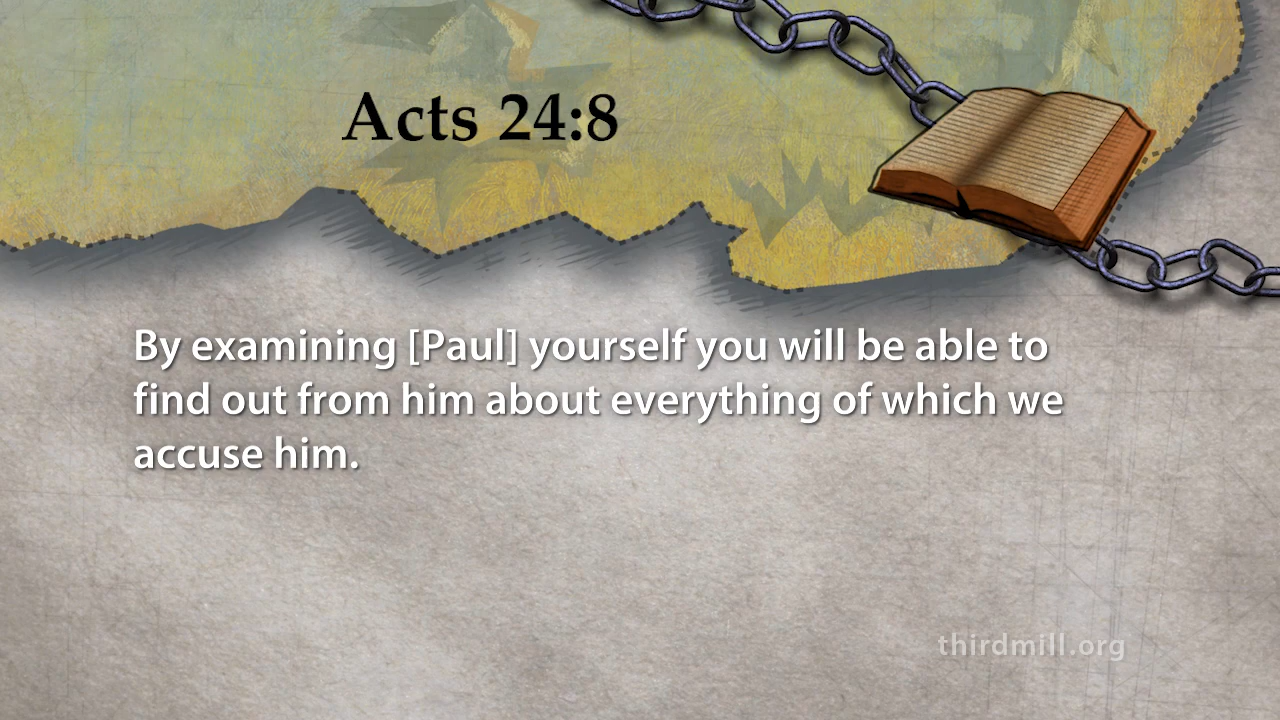 Acts 24:8
By examining [Paul] yourself you will be able to
find out from him about everything of which we
accuse him.
thirdmill.org